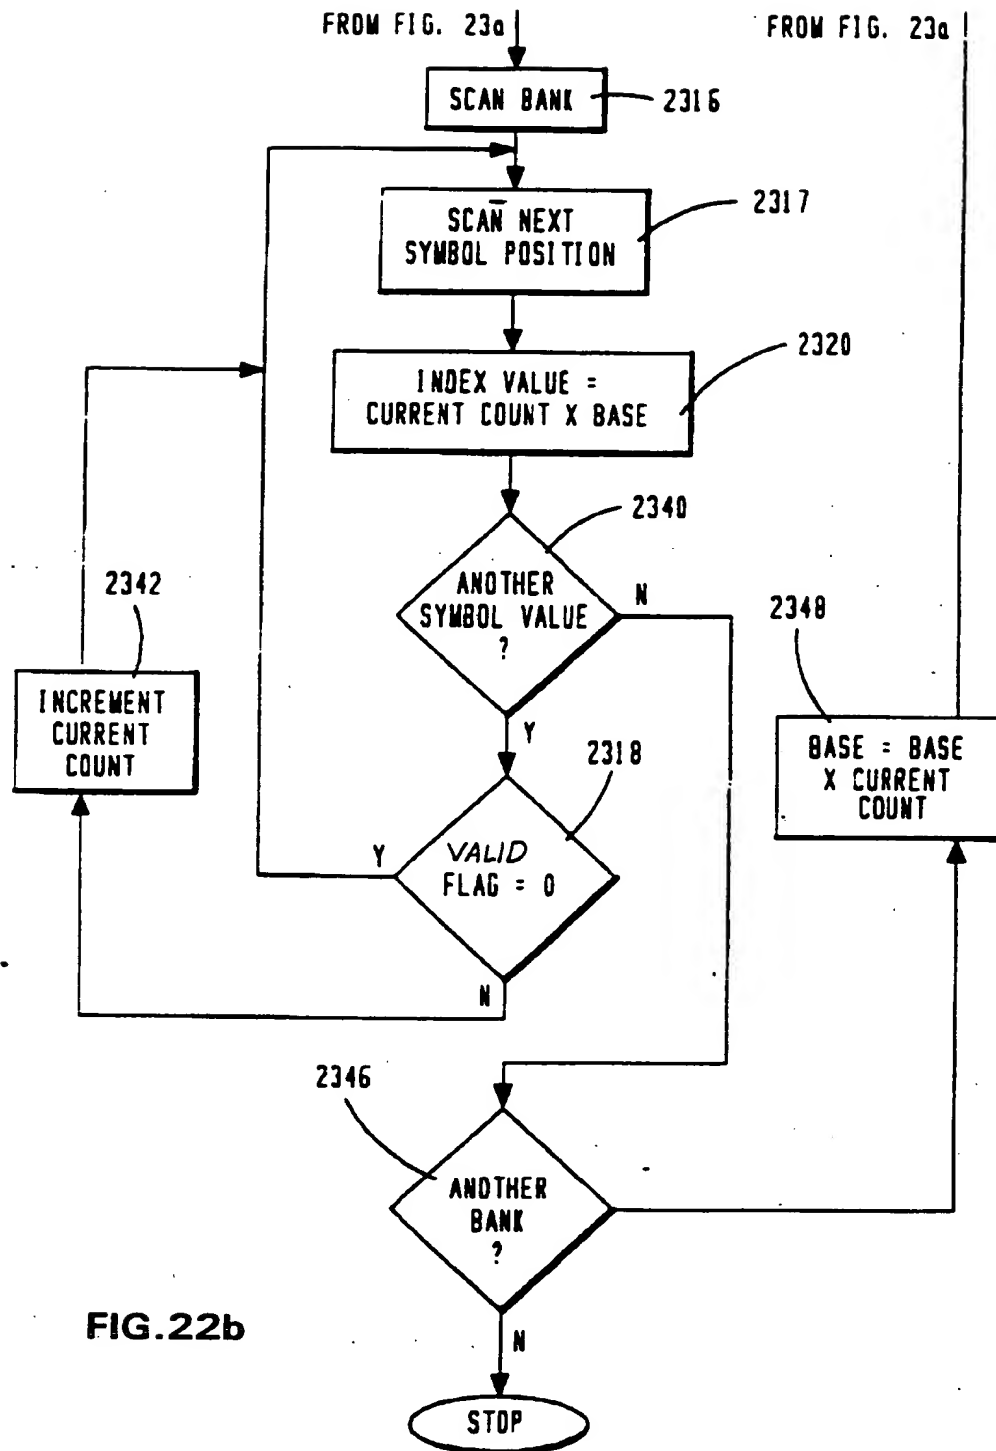 FROM FIG. 23a
FROM FIG. 23a
SCAN BANK
2316
SCAN NEXT
SYMBOL POSITION
2317
INDEX VALUE =
CURRENT COUNT X BASE
2320
2340
ANOTHER
SYMBOL VALUE
?
N
Y
2342
INCREMENT
CURRENT
COUNT
2348
BASE = BASE
X CURRENT
COUNT
2318
VALID
FLAG = 0
Y
N
2346
ANOTHER
BANK
?
N
STOP
FIG.22b